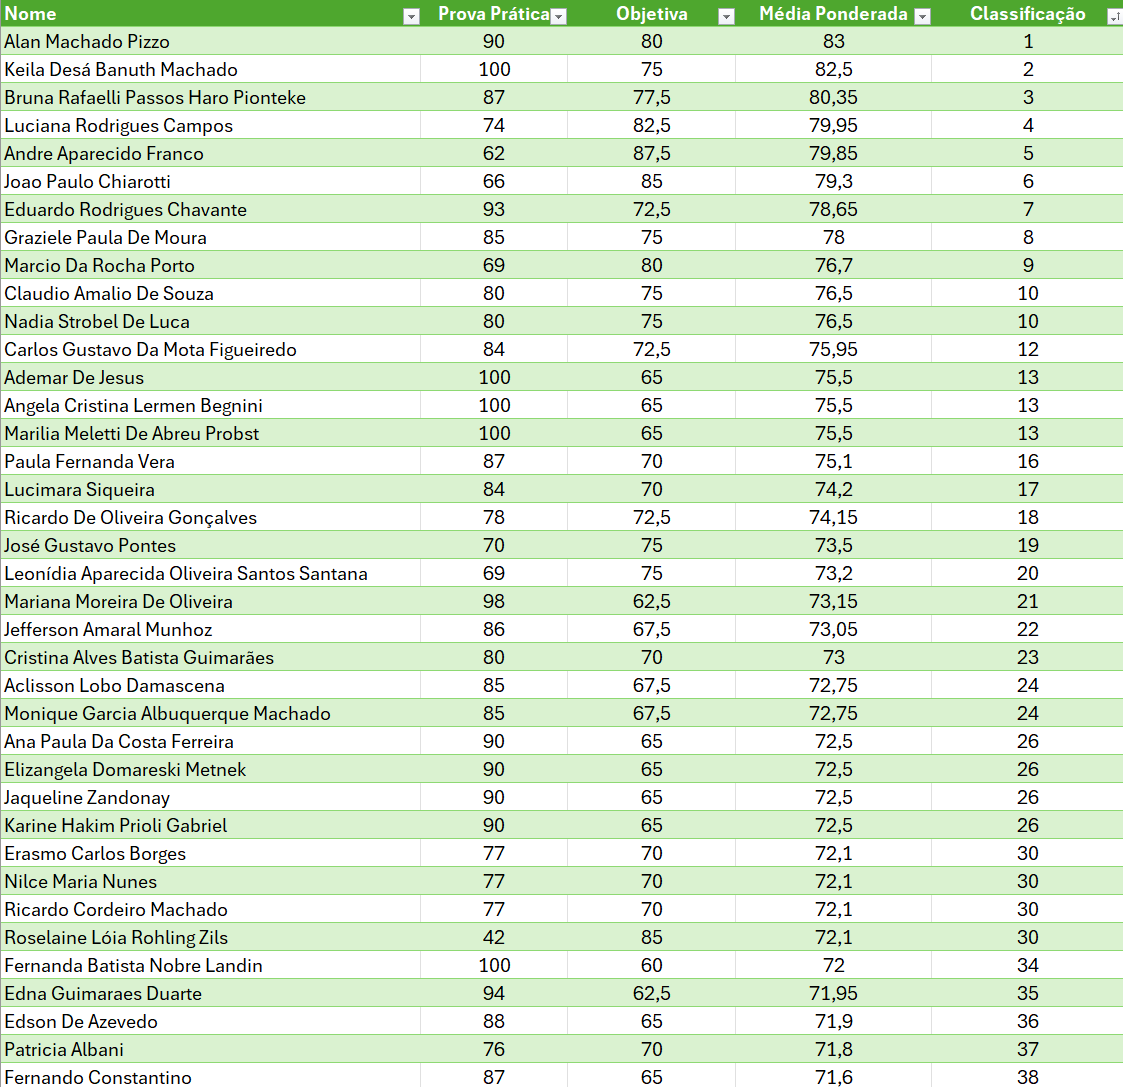 Nome Prova Prática Objetiva Média Ponderada Classificação
Alan Machado Pizzo 90 80 83 1
Keila Desá Banuth Machado 100 75 82,5 2
Bruna Rafaelli Passos Haro Pionteke 87 77,5 80,35 3
Luciana Rodrigues Campos 74 82,5 79,95 4
Andre Aparecido Franco 62 87,5 79,85 5
Joao Paulo Chiarotti 66 85 79,3 6
Eduardo Rodrigues Chavante 93 72,5 78,65 7
Graziele Paula De Moura 85 75 78 8
Marcio Da Rocha Porto 69 80 76,7 9
Claudio Amalio De Souza 80 75 76,5 10
Nadia Strobel De Luca 80 75 76,5 10
Carlos Gustavo Da Mota Figueiredo 84 72,5 75,95 12
Ademar De Jesus 100 65 75,5 13
Angela Cristina Lermen Begnini 100 65 75,5 13
Marilia Meletti De Abreu Probst 100 65 75,5 13
Paula Fernanda Vera 87 70 75,1 16
Lucimara Siqueira 84 70 74,2 17
Ricardo De Oliveira Gonçalves 78 72,5 74,15 18
José Gustavo Pontes 70 75 73,5 19
Leonídia Aparecida Oliveira Santos Santana 69 75 73,2 20
Mariana Moreira De Oliveira 98 62,5 73,15 21
Jefferson Amaral Munhoz 86 67,5 73,05 22
Cristina Alves Batista Guimarães 80 70 73 23
Aclisson Lobo Damascena 85 67,5 72,75 24
Monique Garcia Albuquerque Machado 85 67,5 72,75 24
Ana Paula Da Costa Ferreira 90 65 72,5 26
Elizangela Domareski Metnek 90 65 72,5 26
Jaqueline Zandonay 90 65 72,5 26
Karine Hakim Prioli Gabriel 90 65 72,5 26
Erasmo Carlos Borges 77 70 72,1 30
Nilce Maria Nunes 77 70 72,1 30
Ricardo Cordeiro Machado 77 70 72,1 30
Roselaine Lóia Rohling Zils 42 85 72,1 30
Fernanda Batista Nobre Landin 100 60 72 34
Edna Guimaraes Duarte 94 62,5 71,95 35
Edson De Azevedo 88 65 71,9 36
Patricia Albani 76 70 71,8 37
Fernando Constantino 87 65 71,6 38